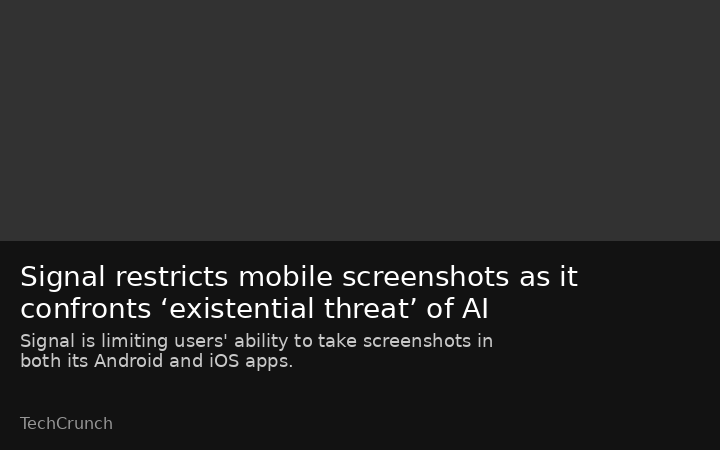 Signal restricts mobile screenshots as it
confronts ‘existential threat’ of AI
Signal is limiting users' ability to take screenshots in
both its Android and iOS apps.
TechCrunch